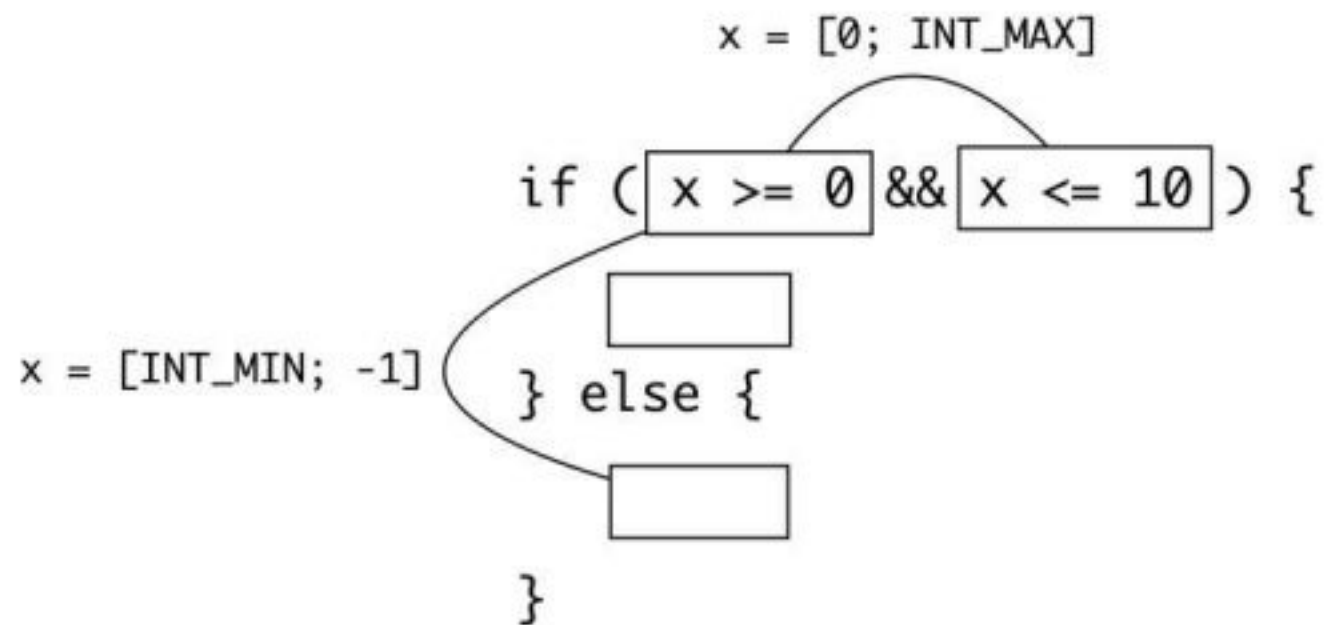 x = [0; INT_MAX]
if ( x >= 0 && x <= 10 ) {
x = [INT_MIN; -1]
} else {
}